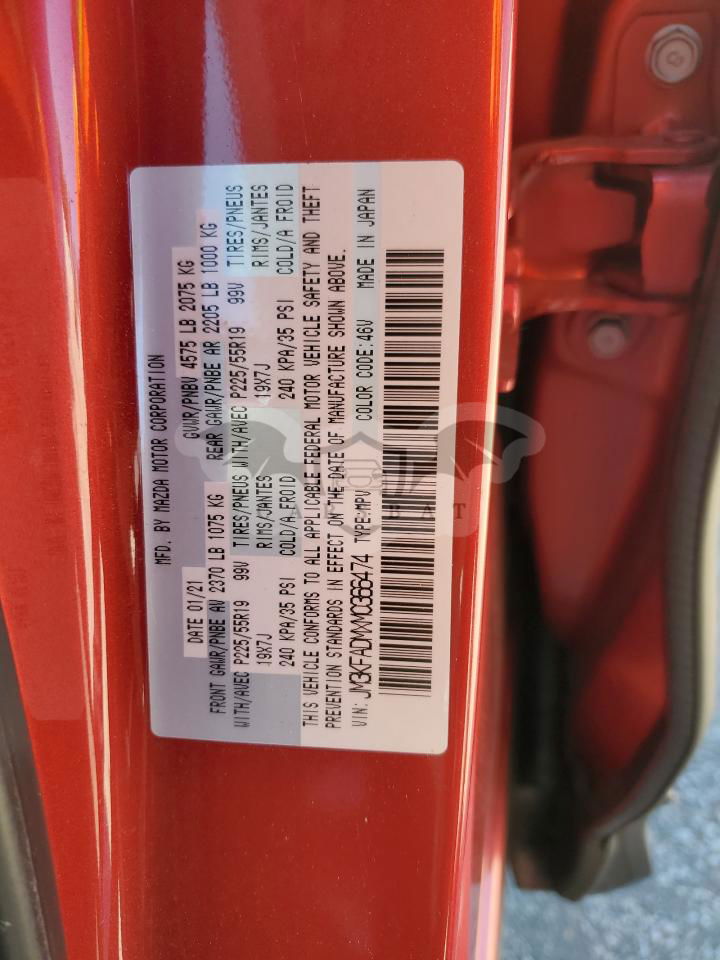 MFD. BY MAZDA MOTOR CORPORATION
DATE 01/21 GVWR/PNBV 4575 LB 2075 KG
FRONT GAWR/PNBE AV 2370 LB 1075 KG REAR GAWR/PNBE AR 2205 LB 1000 KG
WITH/AVEC P225/55R19 99V TIRES/PNEUS WITH/AVEC P225/55R19 99V TIRES/PNEUS
19X7J RIMS/JANTES 19X7J RIMS/JANTES
240 KPA/35 PSI COLD/A FROID 240 KPA/35 PSI COLD/A FROID
THIS VEHICLE CONFORMS TO ALL APPLICABLE FEDERAL MOTOR VEHICLE SAFETY AND THEFT
PREVENTION STANDARDS IN EFFECT ON THE DATE OF MANUFACTURE SHOWN ABOVE.
VIN: JM3KFADMXM0366474 TYPE:MPV COLOR CODE:46V MADE IN JAPAN